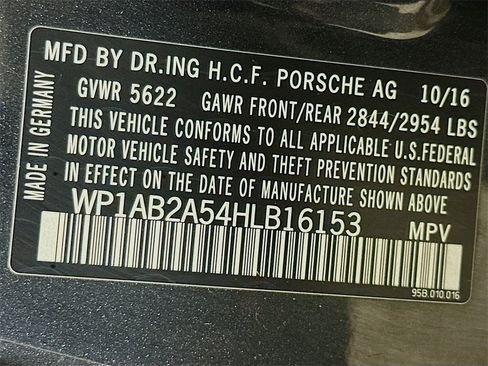 MFD BY DR.ING H.C.F. PORSCHE AG 10/16
GVWR 5622 GAWR FRONT/REAR 2844/2954 LBS
THIS VEHICLE CONFORMS TO ALL APPLICABLE U.S.FEDERAL
MOTOR VEHICLE SAFETY AND THEFT PREVENTION STANDARDS
IN EFFECT ON THE DATE OF MANUFACTURE SHOWN ABOVE.
WP1AB2A54HLB16153 MPV
95B.010.016
MADE IN GERMANY